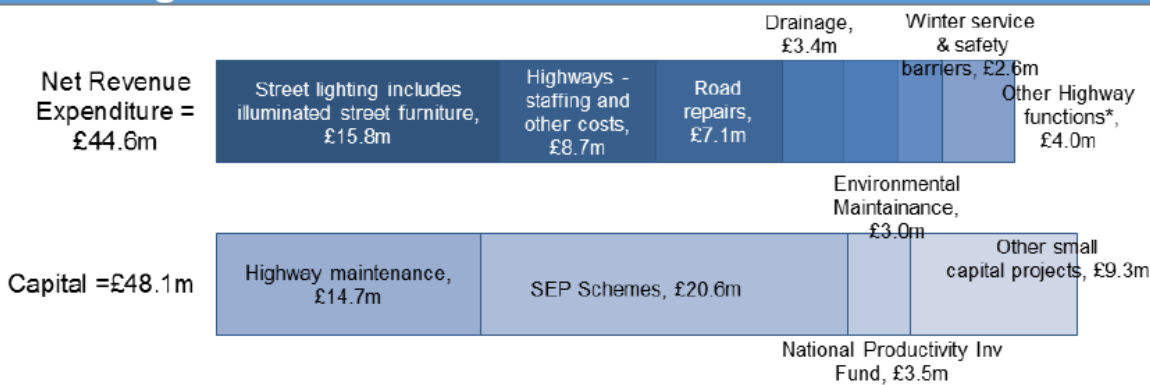 Net Revenue
Expenditure =
£44.6m
Street lighting includes
illuminated street furniture,
£15.8m
Highways -
staffing and
other costs,
£8.7m
Road
repairs,
£7.1m
Drainage,
£3.4m
Environmental
Maintainance,
£3.0m
Winter service
& safety
barriers, £2.6m
Other Highway
functions*,
£4.0m
Capital =£48.1m
Highway maintenance,
£14.7m
SEP Schemes, £20.6m
National Productivity Inv
Fund, £3.5m
Other small
capital projects, £9.3m